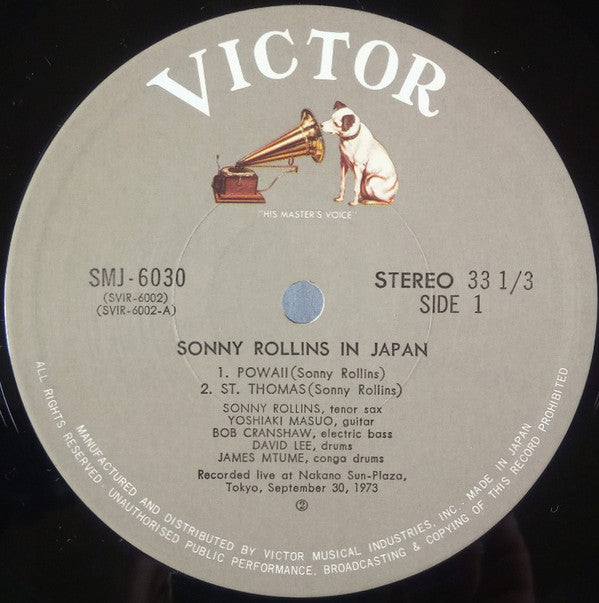 VICTOR
"HIS MASTER'S VOICE"
SMJ-6030
(SVIR-6002)
(SVIR-6002-A)
STEREO 33 1/3
SIDE 1
SONNY ROLLINS IN JAPAN
1. POWAII (Sonny Rollins)
2. ST. THOMAS (Sonny Rollins)
SONNY ROLLINS, tenor sax
YOSHIAKI MASUO, guitar
BOB CRANSHAW, electric bass
DAVID LEE, drums
JAMES MTUME, conga drums
Recorded live at Nakano Sun-Plaza,
Tokyo, September 30, 1973
②
MANUFACTURED AND DISTRIBUTED BY VICTOR MUSICAL INDUSTRIES, INC. MADE IN JAPAN
ALL RIGHTS RESERVED. UNAUTHORISED PUBLIC PERFORMANCE, BROADCASTING & COPYING OF THIS RECORD PROHIBITED